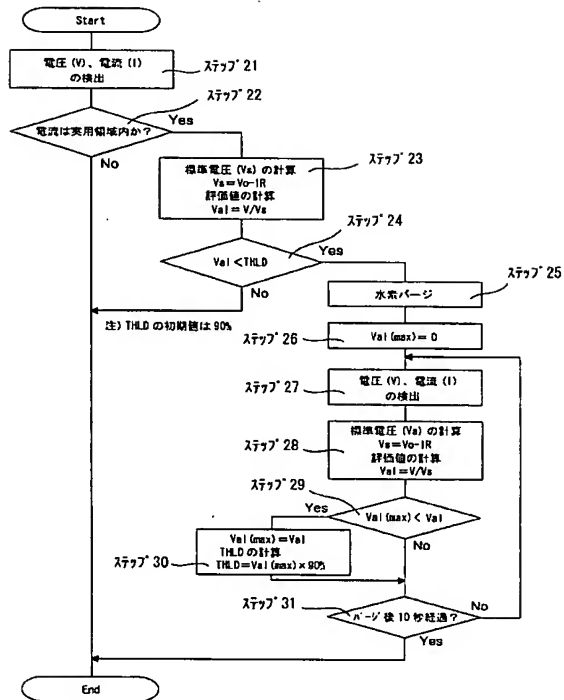 Start
電圧 (V)、電流 (I)
の検出
ステップ 21
ステップ 22
電流は実用領域内か?
Yes
No
標準電圧 (Vs) の計算
Vs=Vo-IR
評価値の計算
Val=V/Vs
ステップ 23
ステップ 24
Val<THLD
Yes
No
注) THLD の初期値は 90%
水素パージ
ステップ 25
ステップ 26
Val(max)= 0
ステップ 27
電圧 (V)、電流 (I)
の検出
ステップ 28
標準電圧 (Vs) の計算
Vs=Vo-IR
評価値の計算
Val=V/Vs
ステップ 29
Val(max)< Val
Yes
No
ステップ 30
Val(max)=Val
THLD の計算
THLD=Val(max)×90%
ステップ 31
パージ後 10 秒経過?
No
Yes
End